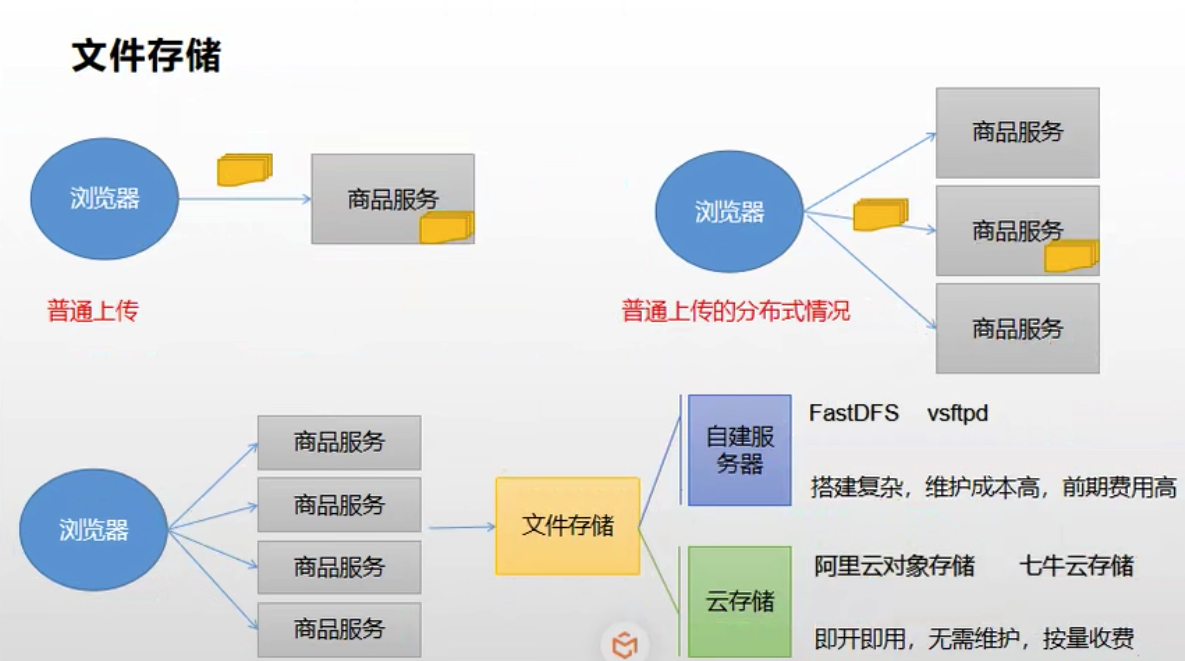 文件存储
浏览器
商品服务
普通上传
浏览器
商品服务
商品服务
商品服务
普通上传的分布式情况
浏览器
商品服务
商品服务
商品服务
商品服务
文件存储
自建服
务器
FastDFS vsftpd
搭建复杂，维护成本高，前期费用高
云存储
阿里云对象存储 七牛云存储
即开即用，无需维护，按量收费